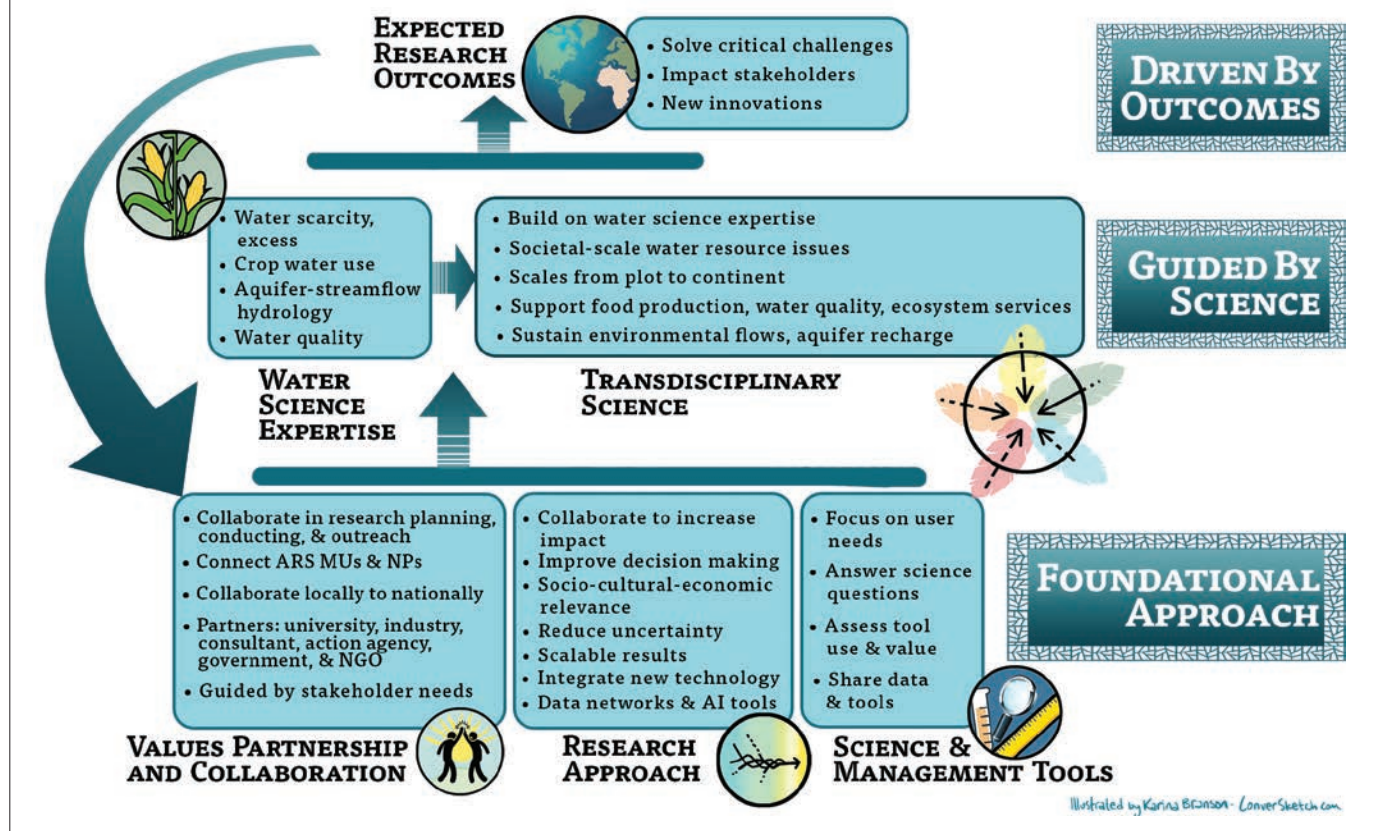 EXPECTED
RESEARCH
OUTCOMES
• Solve critical challenges
• Impact stakeholders
• New innovations
DRIVEN BY
OUTCOMES
• Water scarcity,
excess
• Crop water use
• Aquifer-streamflow
hydrology
• Water quality
WATER
SCIENCE
EXPERTISE
• Build on water science expertise
• Societal-scale water resource issues
• Scales from plot to continent
• Support food production, water quality, ecosystem services
• Sustain environmental flows, aquifer recharge
TRANSDISCIPLINARY
SCIENCE
GUIDED BY
SCIENCE
• Collaborate in research planning,
conducting, & outreach
• Connect ARS MUs & NPs
• Collaborate locally to nationally
• Partners: university, industry,
consultant, action agency,
government, & NGO
• Guided by stakeholder needs
VALUES PARTNERSHIP
AND COLLABORATION
• Collaborate to increase
impact
• Improve decision making
• Socio-cultural-economic
relevance
• Reduce uncertainty
• Scalable results
• Integrate new technology
• Data networks & AI tools
RESEARCH
APPROACH
• Focus on user
needs
• Answer science
questions
• Assess tool
use & value
• Share data
& tools
SCIENCE &
MANAGEMENT TOOLS
FOUNDATIONAL
APPROACH
Illustrated by Karina Branson - ConverSketch.com